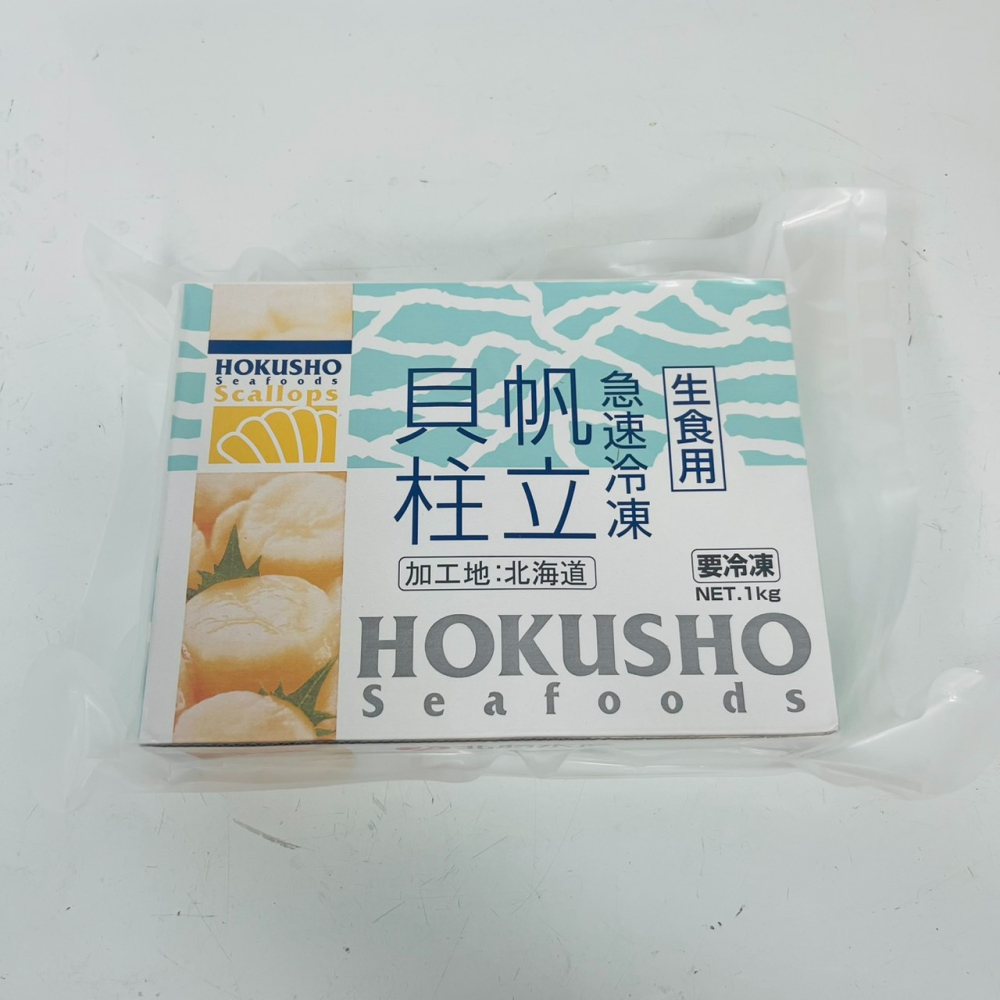 HOKUSHO
Seafoods
Scallops
生食用
急速冷凍
帆立
貝柱
加工地:北海道
要冷凍
NET.1kg
HOKUSHO
Seafoods